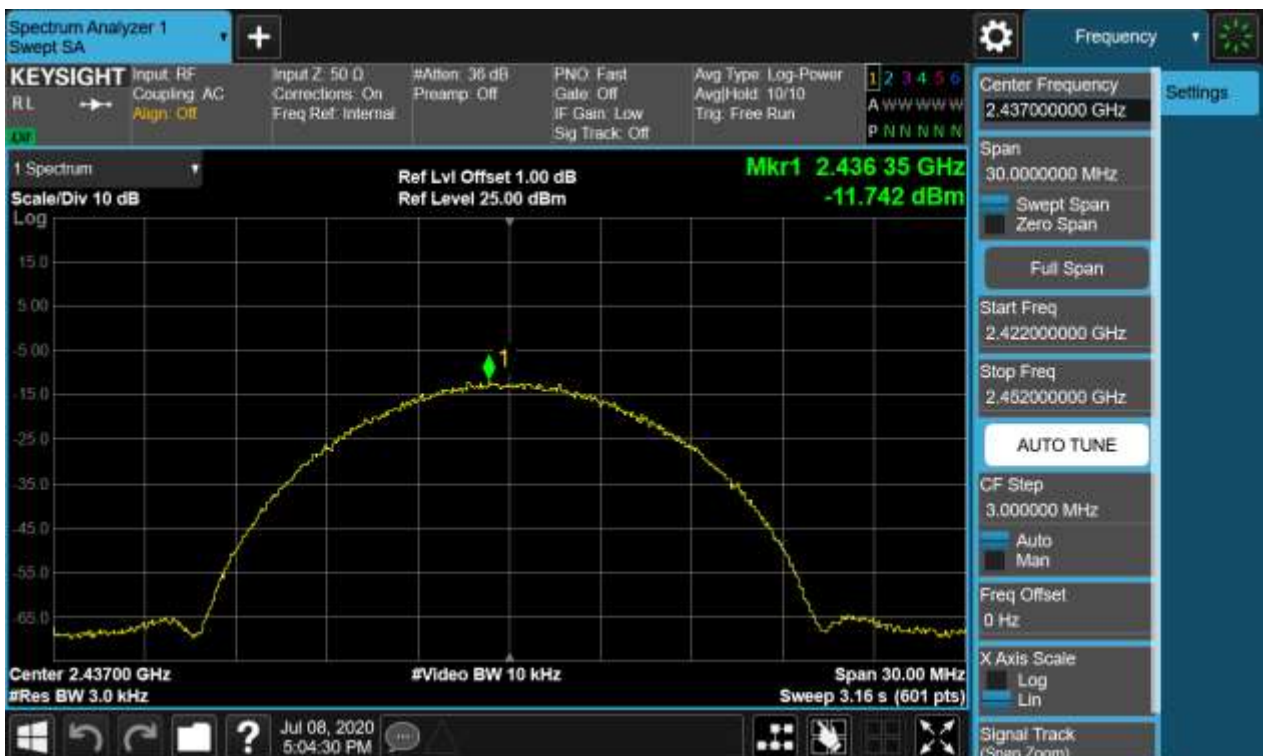 Spectrum Analyzer 1
Swept SA
+
Frequency
KEYSIGHT
RL
Input: RF
Coupling: AC
Align: Off
Input Z: 50 Ω
Corrections: On
Freq Ref: Internal
#Atten: 36 dB
Preamp: Off
PNO: Fast
Gate: Off
IF Gain: Low
Sig Track: Off
Avg Type: Log-Power
Avg|Hold: 10/10
Trig: Free Run
1 2 3 4 5 6
A W W W W W
P N N N N N
1 Spectrum
Scale/Div 10 dB
Log
Ref Lvl Offset 1.00 dB
Ref Level 25.00 dBm
Mkr1 2.436 35 GHz
-11.742 dBm
15.0
5.00
-5.00
-15.0
-25.0
-35.0
-45.0
-55.0
-65.0
1
Center 2.43700 GHz
#Res BW 3.0 kHz
#Video BW 10 kHz
Span 30.00 MHz
Sweep 3.16 s (601 pts)
Center Frequency
2.437000000 GHz
Settings
Span
30.0000000 MHz
Swept Span
Zero Span
Full Span
Start Freq
2.422000000 GHz
Stop Freq
2.452000000 GHz
AUTO TUNE
CF Step
3.000000 MHz
Auto
Man
Freq Offset
0 Hz
X Axis Scale
Log
Lin
Signal Track
(Span Zoom)
?
Jul 08, 2020
5:04:30 PM